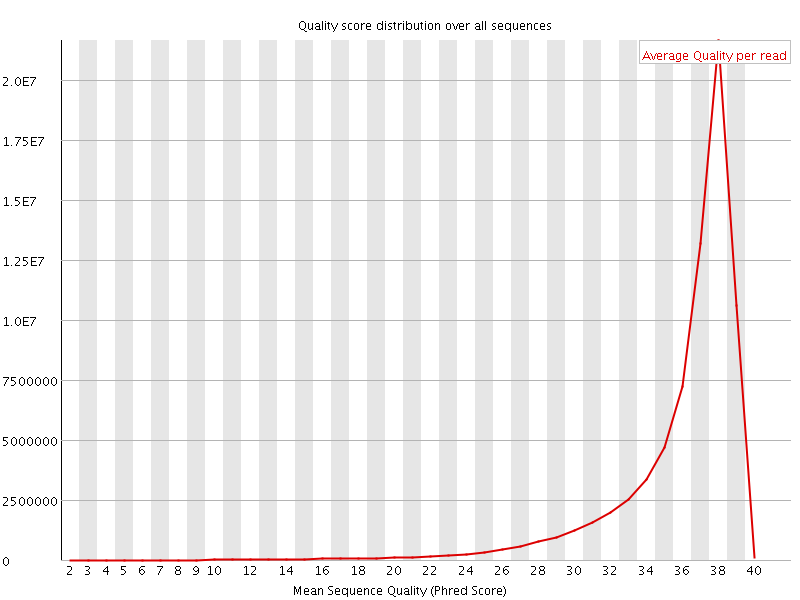 Quality score distribution over all sequences
Average Quality per read
2.0E7
1.75E7
1.5E7
1.25E7
1.0E7
7500000
5000000
2500000
0
2 3 4 5 6 7 8 9 10 12 14 16 18 20 22 24 26 28 30 32 34 36 38 40
Mean Sequence Quality (Phred Score)